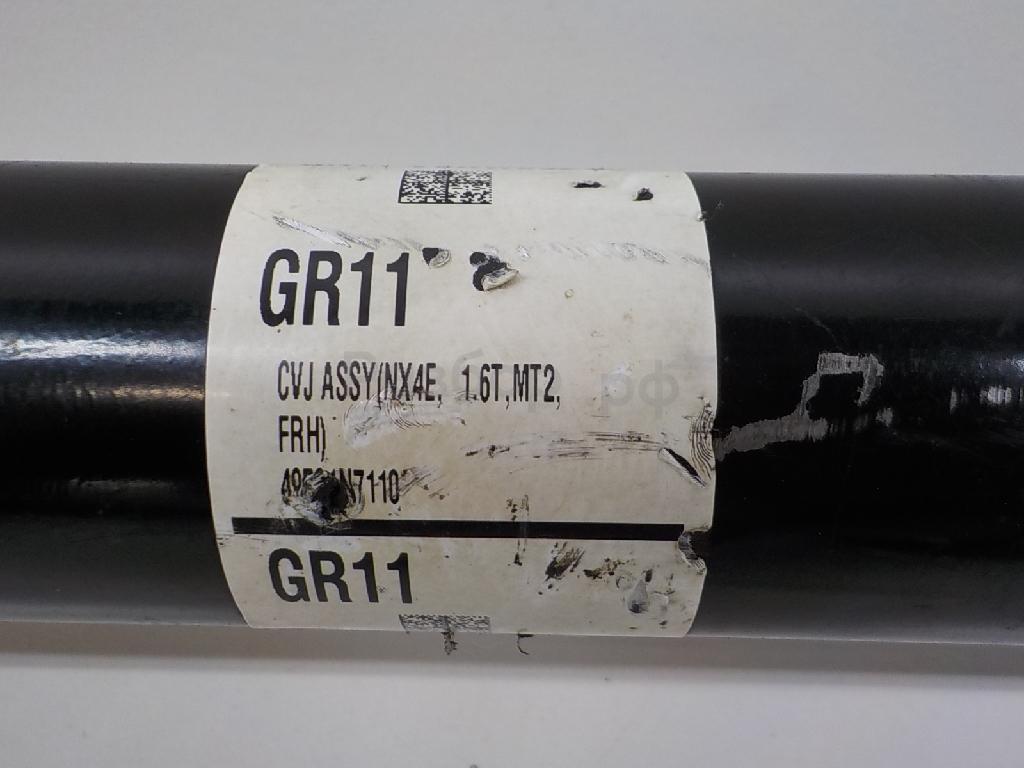 GR11
CVJ ASSY(NX4E, 1.6T,MT2,
FRH)
GR11